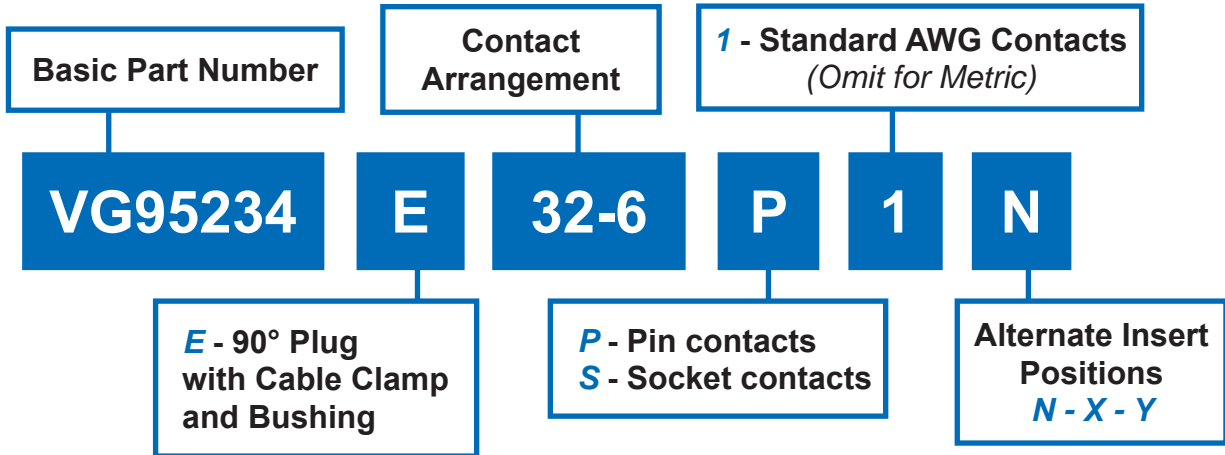 Basic Part Number
Contact
Arrangement
1 - Standard AWG Contacts
(Omit for Metric)
VG95234 E 32-6 P 1 N
E - 90° Plug
with Cable Clamp
and Bushing
P - Pin contacts
S - Socket contacts
Alternate Insert
Positions
N - X - Y